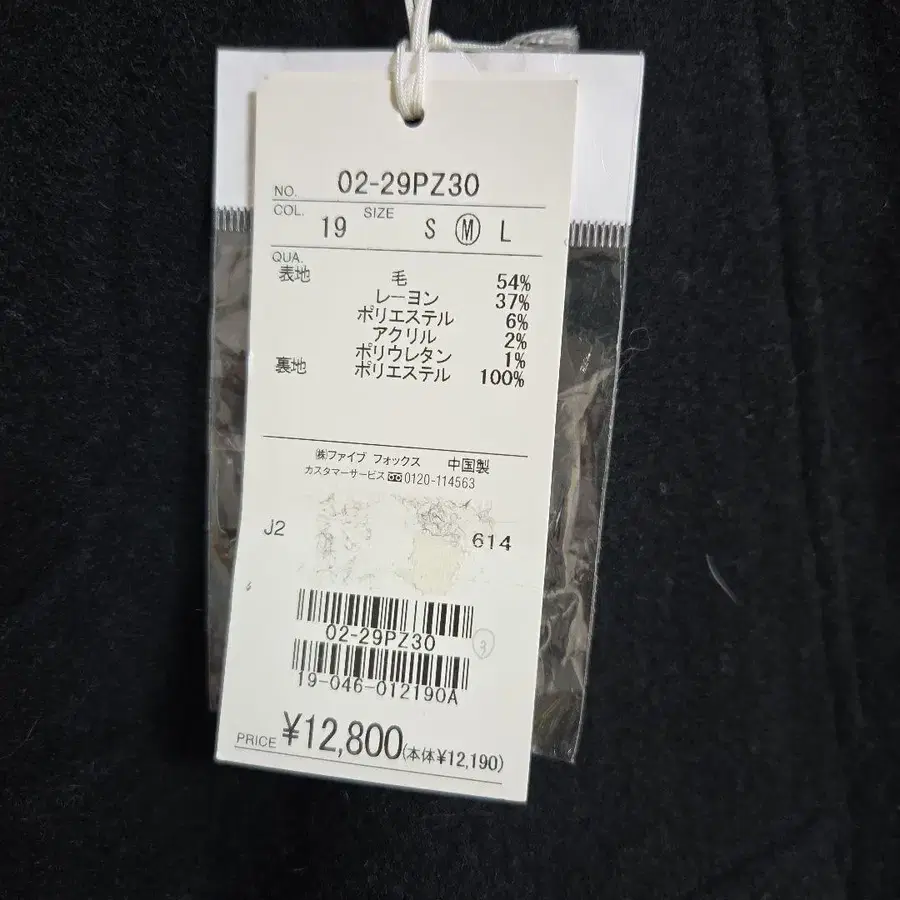 NO. 02-29PZ30
COL. 19 SIZE S M L
QUA.
表地 毛 54%
レーヨン 37%
ポリエステル 6%
アクリル 2%
ポリウレタン 1%
裏地 ポリエステル 100%
㈱ファイブ フォックス 中国製
カスタマーサービス 0120-114563
J2 614
02-29PZ30
③
19-046-012190A
PRICE ¥12,800(本体¥12,190)